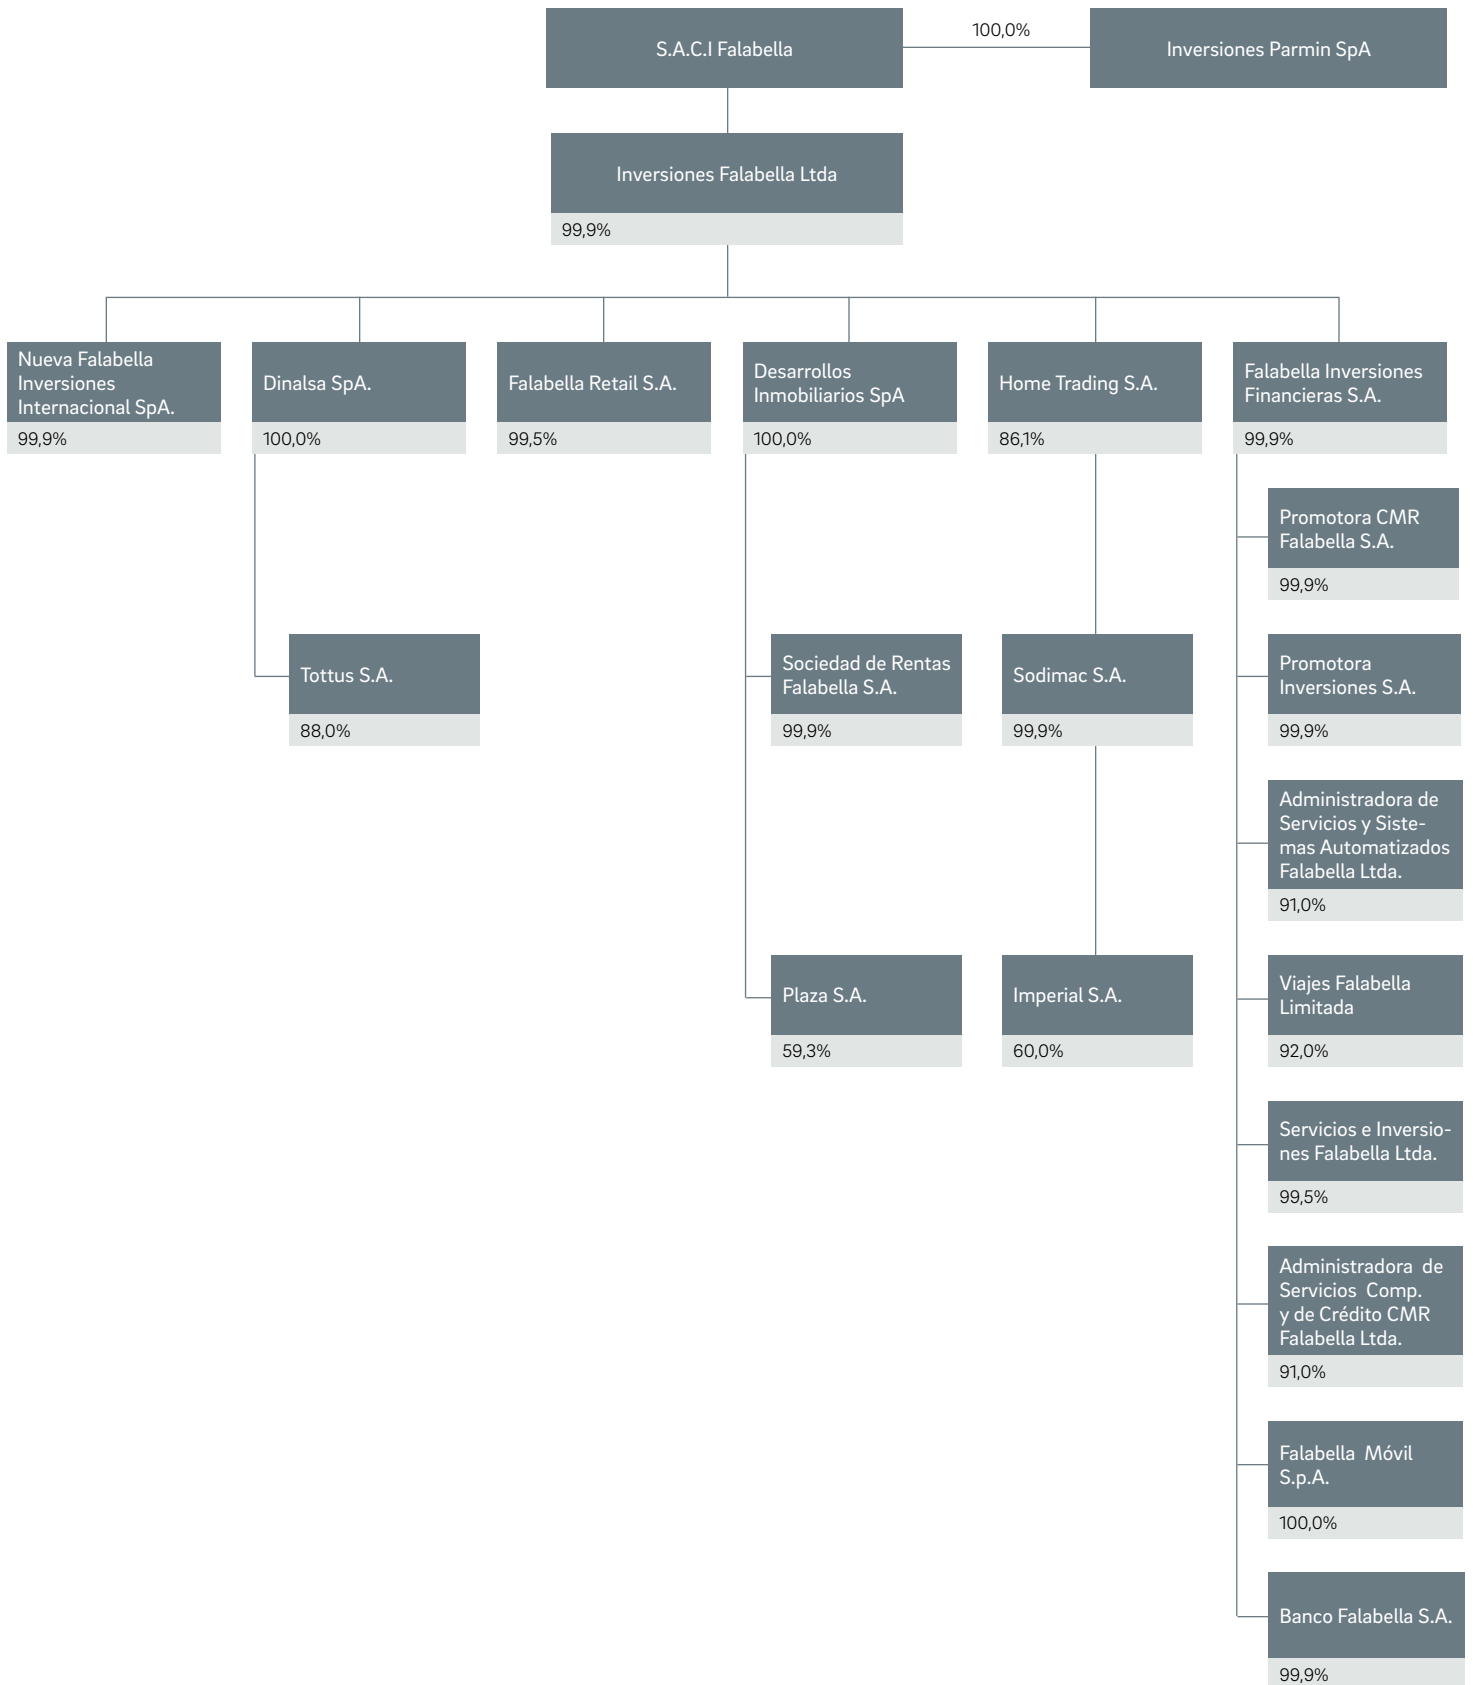 S.A.C.I Falabella
100,0%
Inversiones Parmin SpA
Inversiones Falabella Ltda
99,9%
Nueva Falabella
Inversiones
Internacional SpA.
99,9%
Dinalsa SpA.
100,0%
Falabella Retail S.A.
99,5%
Desarrollos
Inmobiliarios SpA
100,0%
Home Trading S.A.
86,1%
Falabella Inversiones
Financieras S.A.
99,9%
Promotora CMR
Falabella S.A.
99,9%
Tottus S.A.
88,0%
Sociedad de Rentas
Falabella S.A.
99,9%
Sodimac S.A.
99,9%
Promotora
Inversiones S.A.
99,9%
Administradora de
Servicios y Siste-
mas Automatizados
Falabella Ltda.
91,0%
Plaza S.A.
59,3%
Imperial S.A.
60,0%
Viajes Falabella
Limitada
92,0%
Servicios e Inversio-
nes Falabella Ltda.
99,5%
Administradora de
Servicios Comp.
y de Crédito CMR
Falabella Ltda.
91,0%
Falabella Móvil
S.p.A.
100,0%
Banco Falabella S.A.
99,9%